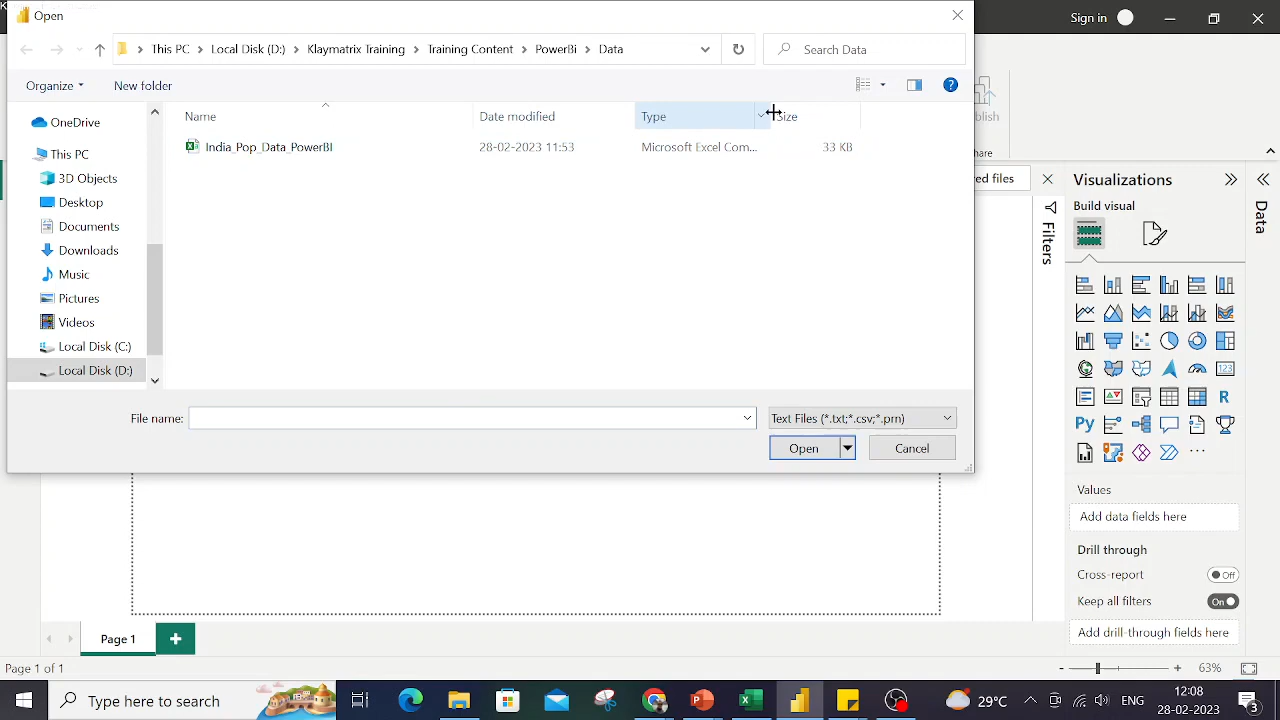 Open
Sign in
This PC
Local Disk (D:)
Klaymatrix Training
Training Content
PowerBi
Data
Search Data
Organize
New folder
Name
Date modified
Type
Size
India_Pop_Data_PowerBI
28-02-2023 11:53
Microsoft Excel Com...
33 KB
OneDrive
This PC
3D Objects
Desktop
Documents
Downloads
Music
Pictures
Videos
Local Disk (C:)
Local Disk (D:)
File name:
Text Files (*.txt;*.csv;*.prn)
Open
Cancel
Filters
Visualizations
Build visual
Data
123
R
Py
Values
Add data fields here
Drill through
Cross-report
Off
Keep all filters
On
Add drill-through fields here
Page 1
Page 1 of 1
63%
Type here to search
29°C
ENG
12:08
28-02-2023
3